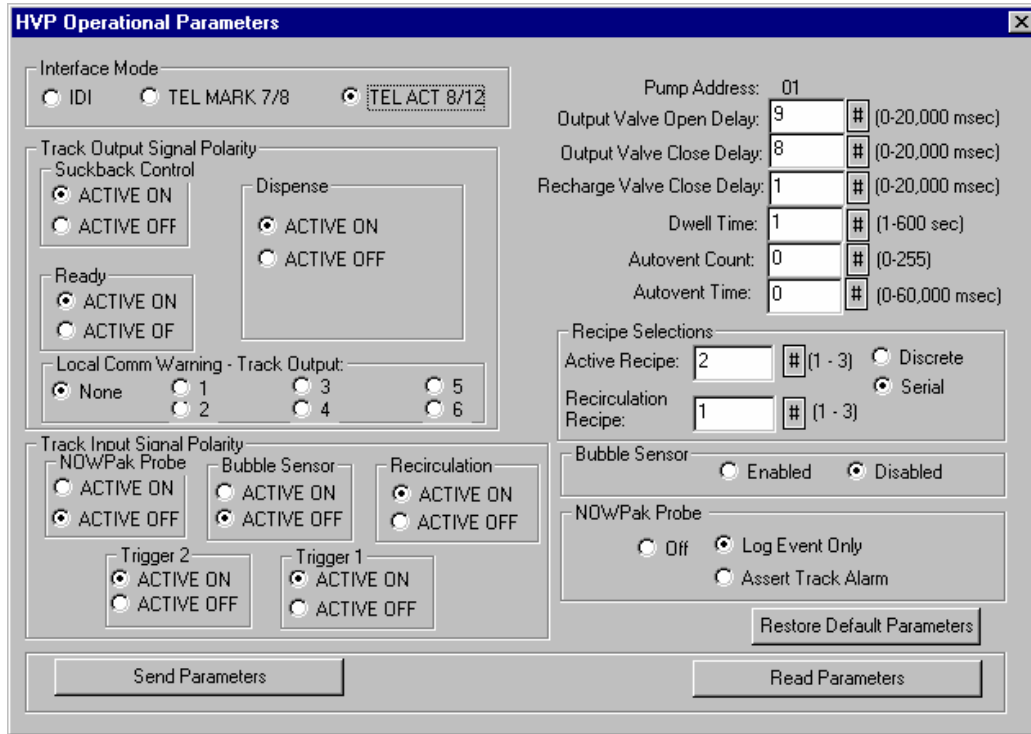 HVP Operational Parameters
Interface Mode
IDI TEL MARK 7/8 TEL ACT 8/12
Track Output Signal Polarity
Suckback Control
ACTIVE ON
ACTIVE OFF
Dispense
ACTIVE ON
ACTIVE OFF
Ready
ACTIVE ON
ACTIVE OF
Local Comm Warning - Track Output:
None 1 3 5
2 4 6
Track Input Signal Polarity
NOWPak Probe
ACTIVE ON
ACTIVE OFF
Bubble Sensor
ACTIVE ON
ACTIVE OFF
Recirculation
ACTIVE ON
ACTIVE OFF
Trigger 2
ACTIVE ON
ACTIVE OFF
Trigger 1
ACTIVE ON
ACTIVE OFF
Pump Address: 01
Output Valve Open Delay: 9 # (0-20,000 msec)
Output Valve Close Delay: 8 # (0-20,000 msec)
Recharge Valve Close Delay: 1 # (0-20,000 msec)
Dwell Time: 1 # (1-600 sec)
Autovent Count: 0 # (0-255)
Autovent Time: 0 # (0-60,000 msec)
Recipe Selections
Active Recipe: 2 # (1 - 3) Discrete
Serial
Recirculation
Recipe: 1 # (1 - 3)
Bubble Sensor
Enabled Disabled
NOWPak Probe
Off Log Event Only
Assert Track Alarm
Restore Default Parameters
Send Parameters
Read Parameters